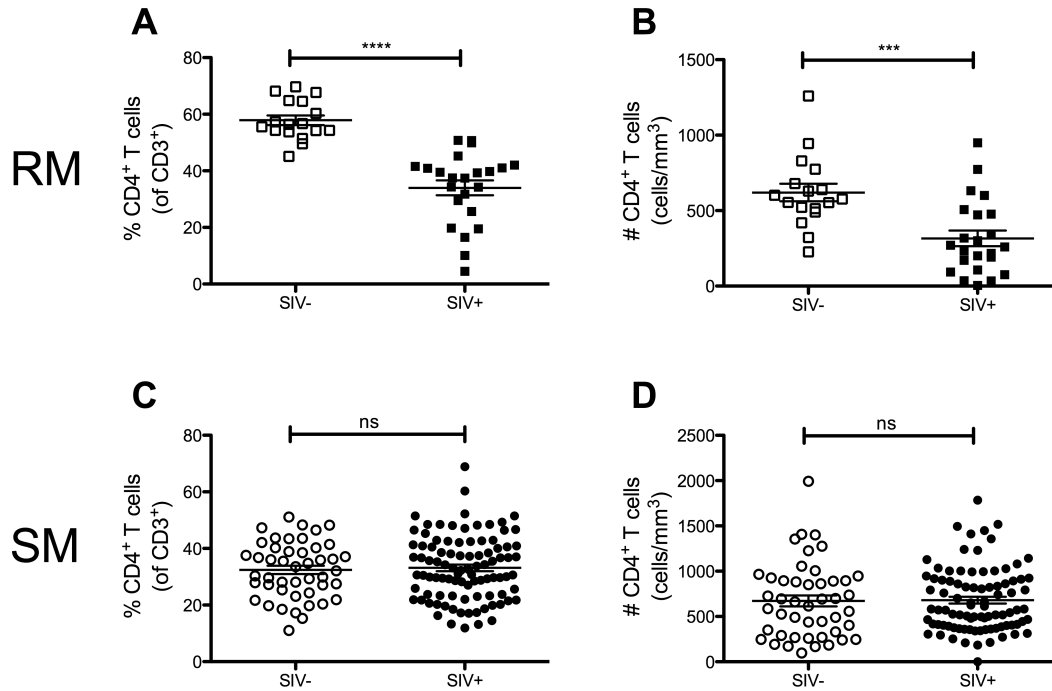 A
B
RM
80
60
40
20
0
% CD4⁺ T cells
(of CD3⁺)
****
SIV-
SIV+
1500
1000
500
0
# CD4⁺ T cells
(cells/mm³)
***
SIV-
SIV+
C
D
SM
80
60
40
20
0
% CD4⁺ T cells
(of CD3⁺)
ns
SIV-
SIV+
2500
2000
1500
1000
500
0
# CD4⁺ T cells
(cells/mm³)
ns
SIV-
SIV+